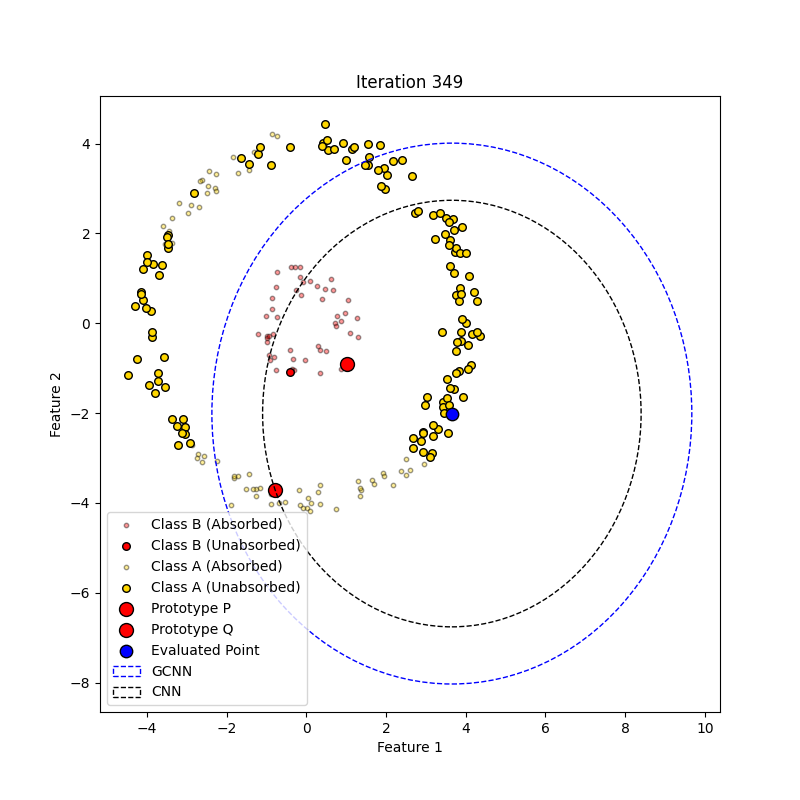 Iteration 349
Feature 2
4
2
0
−2
−4
−6
−8
Class B (Absorbed)
Class B (Unabsorbed)
Class A (Absorbed)
Class A (Unabsorbed)
Prototype P
Prototype Q
Evaluated Point
GCNN
CNN
−4 −2 0 2 4 6 8 10
Feature 1